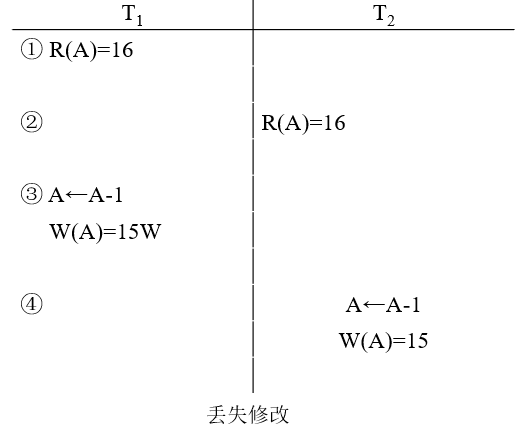 T₁ T₂
① R(A)=16
② R(A)=16
③ A←A-1
W(A)=15W
④ A←A-1
W(A)=15
丢失修改